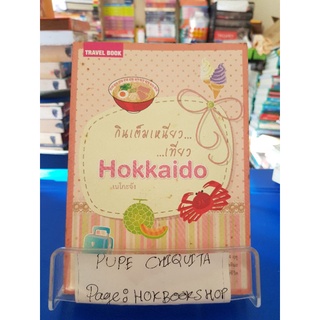 TRAVEL BOOK
กินเต็มเหนี่ยว...
...เที่ยว
Hokkaido
PUPE CHIQUITA
Page: HOKBOOKSHOP